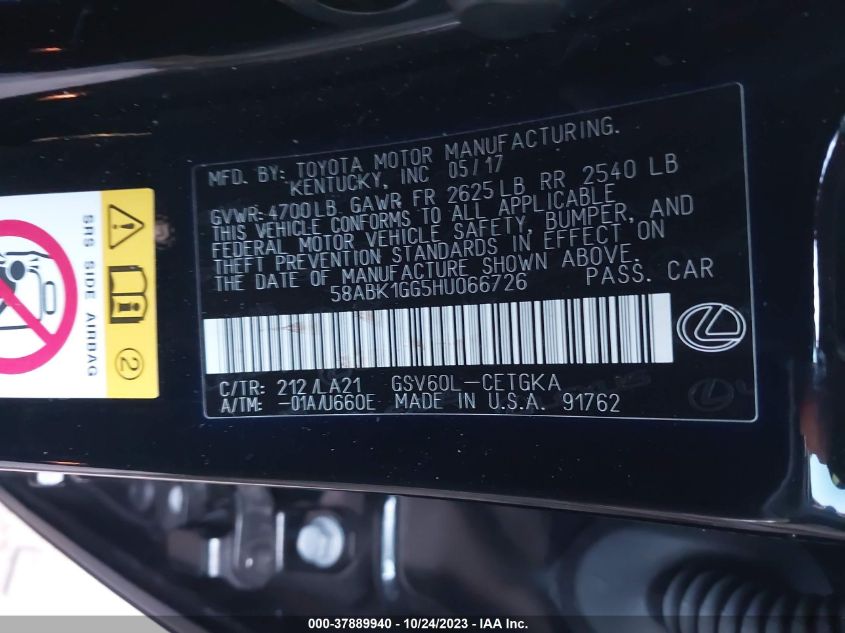 MFD. BY: TOYOTA MOTOR MANUFACTURING.
KENTUCKY, INC 05/17
GVWR: 4700LB GAWR FR 2625LB RR 2540 LB
THIS VEHICLE CONFORMS TO ALL APPLICABLE
FEDERAL MOTOR VEHICLE SAFETY, BUMPER, AND
THEFT PREVENTION STANDARDS IN EFFECT ON
THE DATE OF MANUFACTURE SHOWN ABOVE.
58ABK1GG5HU066726 PASS. CAR
C/TR: 212/LA21 GSV60L-CETGKA
A/TM: -01A/U660E MADE IN U.S.A. 91762
SRS SIDE AIRBAG
2
000-37889940 - 10/24/2023 - IAA Inc.